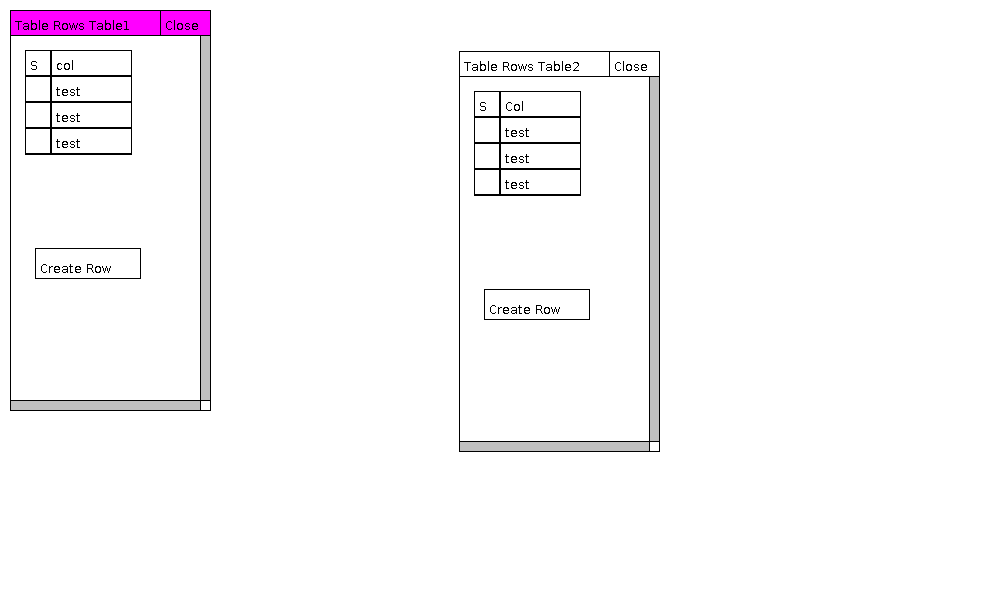 Table Rows Table1 Close
S col
test
test
test
Create Row
Table Rows Table2 Close
S Col
test
test
test
Create Row